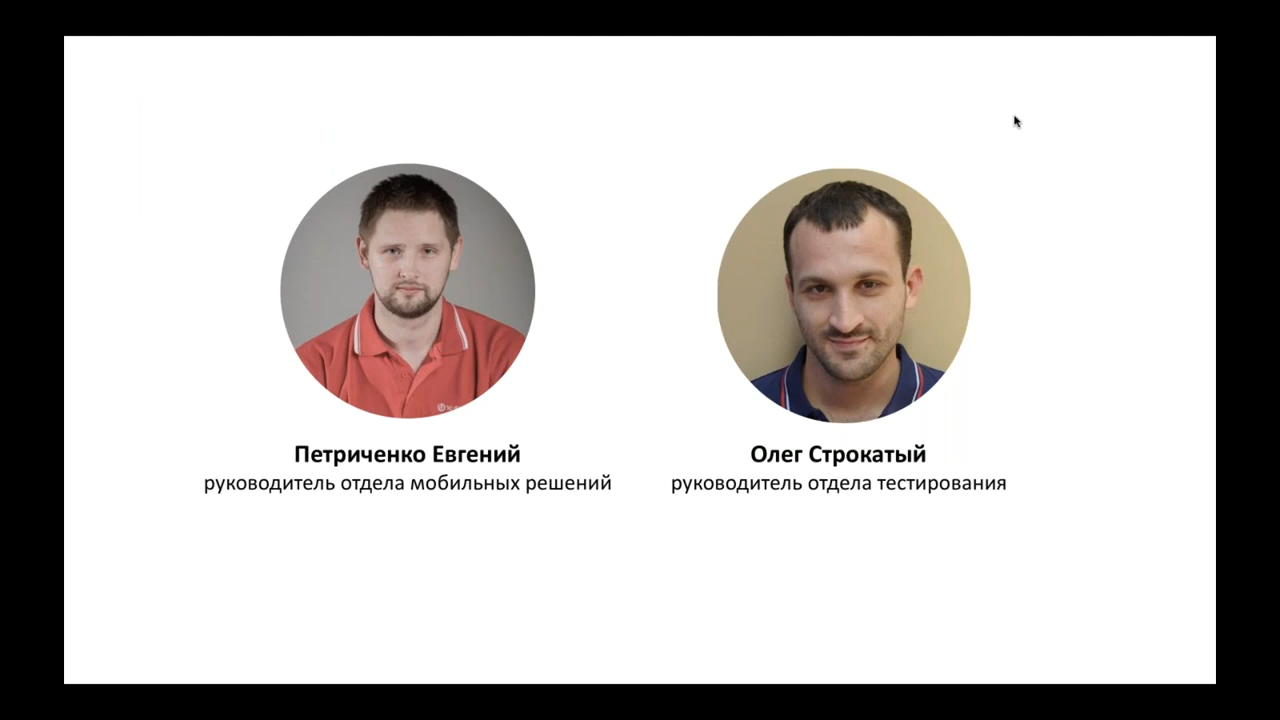 Петриченко Евгений
руководитель отдела мобильных решений
Олег Строкатый
руководитель отдела тестирования